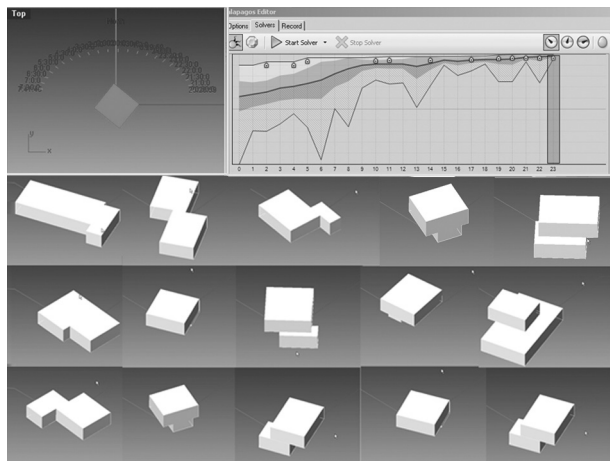 Top
alapagos Editor
Options Solvers Record
Start Solver Stop Solver
y
x
0 1 2 3 4 5 6 7 8 9 10 11 12 13 14 15 16 17 18 19 20 21 22 23